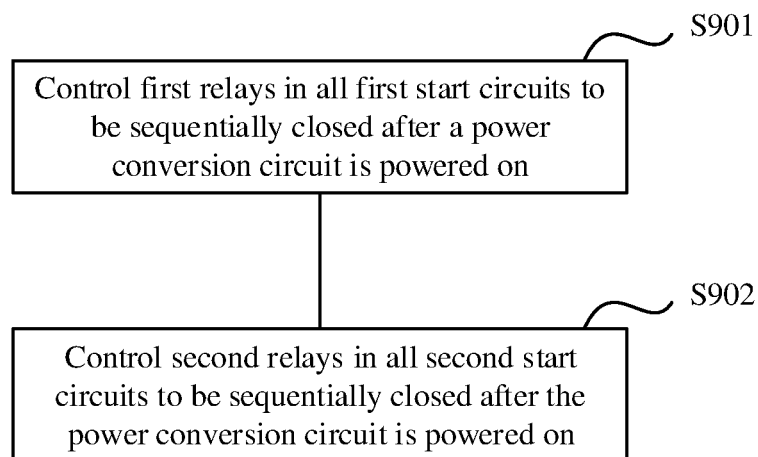 S901
Control first relays in all first start circuits to
be sequentially closed after a power
conversion circuit is powered on
S902
Control second relays in all second start
circuits to be sequentially closed after the
power conversion circuit is powered on